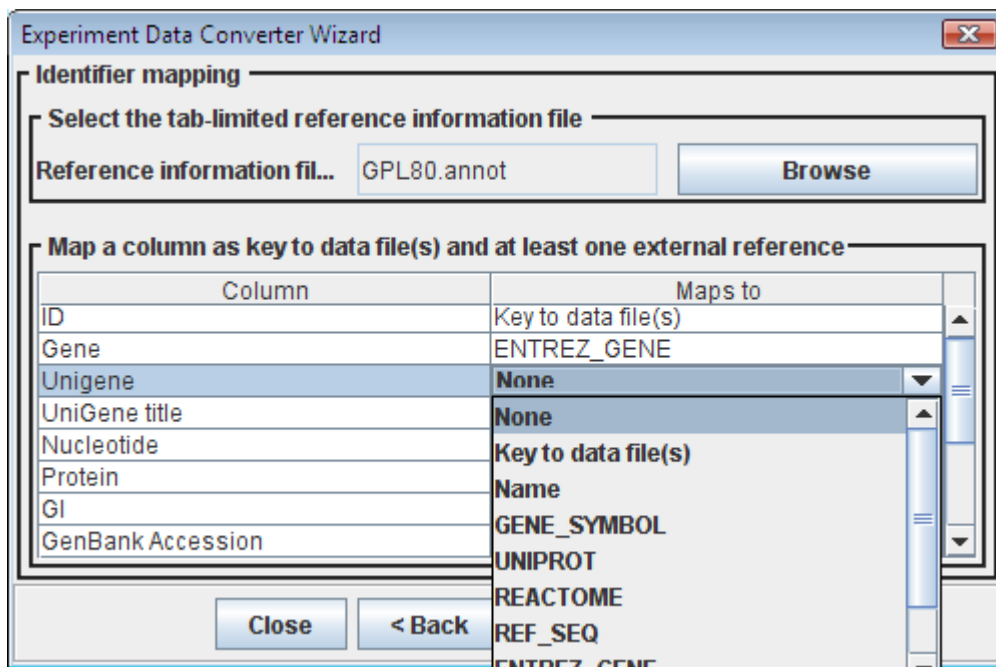 Experiment Data Converter Wizard
Identifier mapping
Select the tab-limited reference information file
Reference information fil... GPL80.annot Browse
Map a column as key to data file(s) and at least one external reference
Column Maps to
ID Key to data file(s)
Gene ENTREZ_GENE
Unigene None
UniGene title
None
Nucleotide
Key to data file(s)
Protein
Name
GI
GENE_SYMBOL
GenBank Accession
UNIPROT
REACTOME
Close < Back
REF_SEQ
ENTREZ_GENE